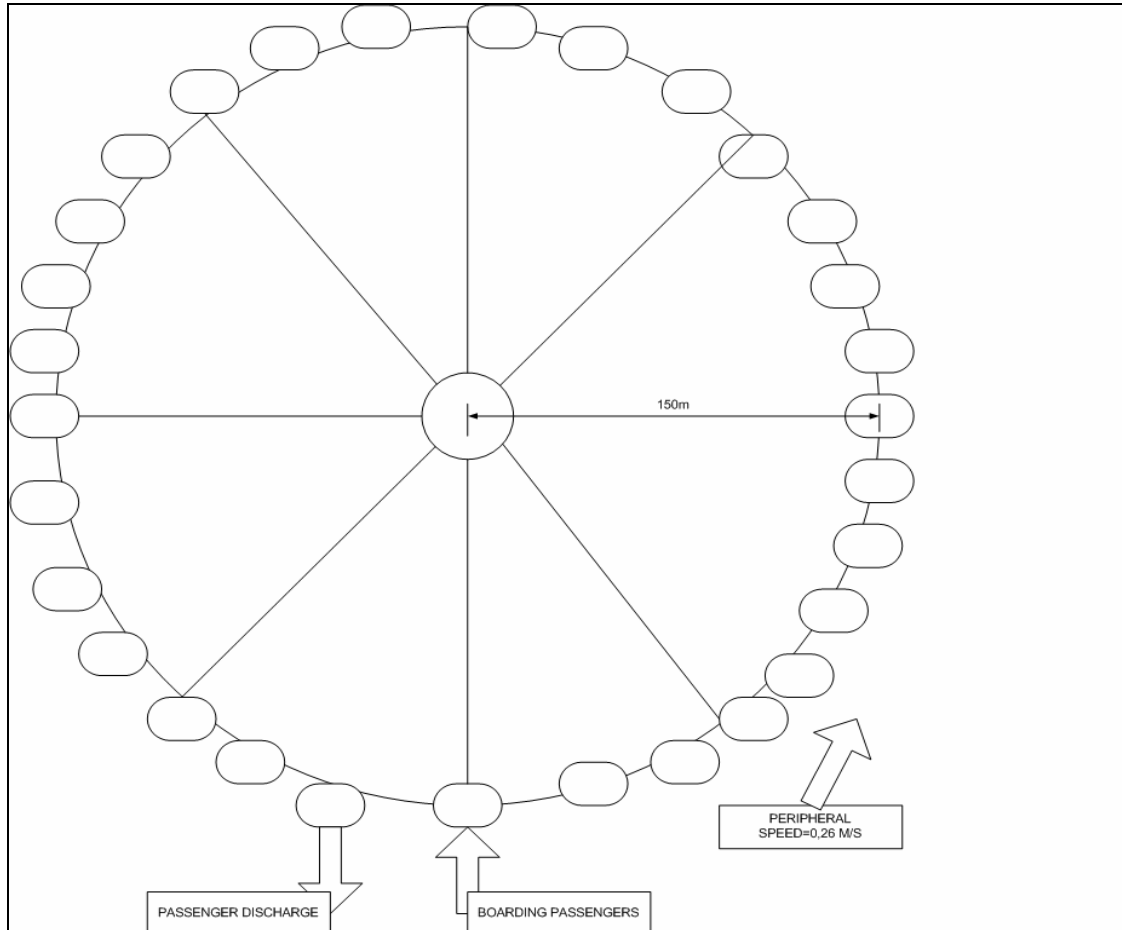 150m
PERIPHERAL
SPEED=0,26 M/S
PASSENGER DISCHARGE
BOARDING PASSENGERS